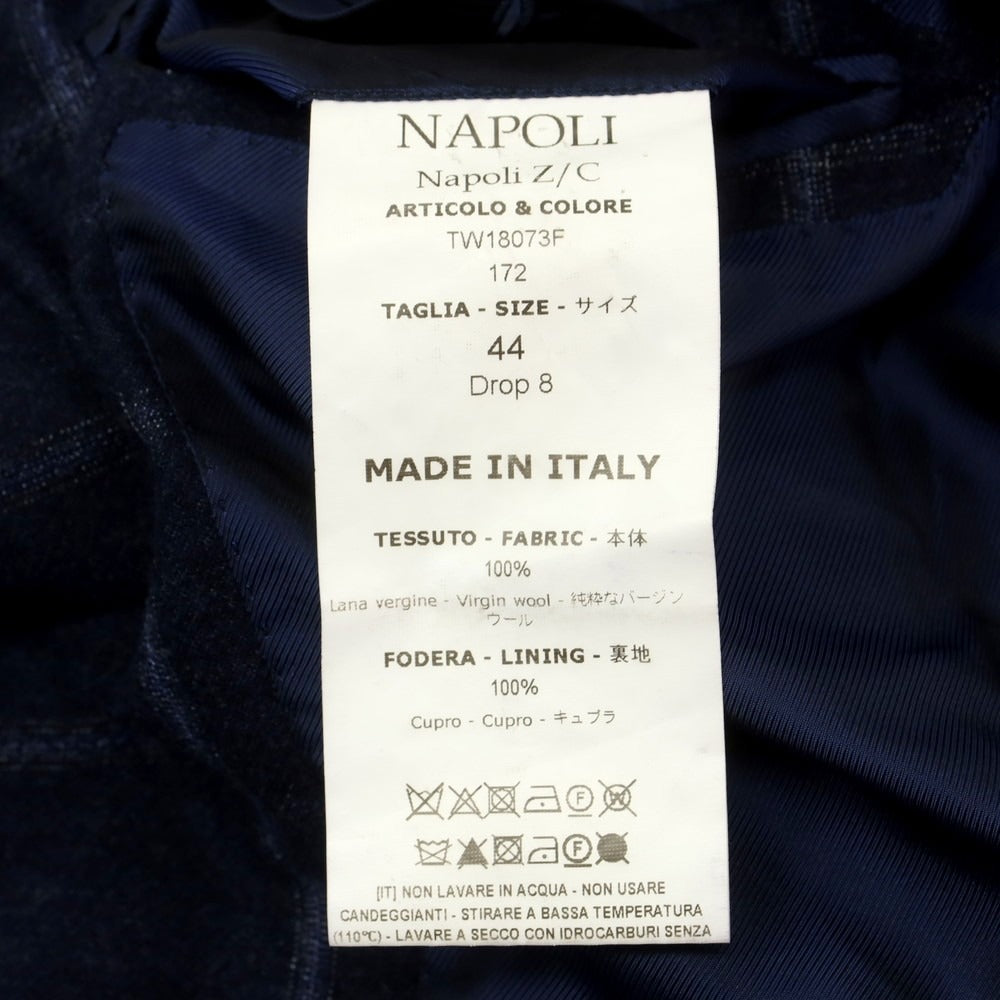 NAPOLI
Napoli Z/C
ARTICOLO & COLORE
TW18073F
172
TAGLIA - SIZE - サイズ
44
Drop 8
MADE IN ITALY
TESSUTO - FABRIC - 本体
100%
Lana vergine - Virgin wool - 純粋なバージン
ウール
FODERA - LINING - 裏地
100%
Cupro - Cupro - キュプラ
F W
F
[IT] NON LAVARE IN ACQUA - NON USARE
CANDEGGIANTI - STIRARE A BASSA TEMPERATURA
(110°C) - LAVARE A SECCO CON IDROCARBURI SENZA